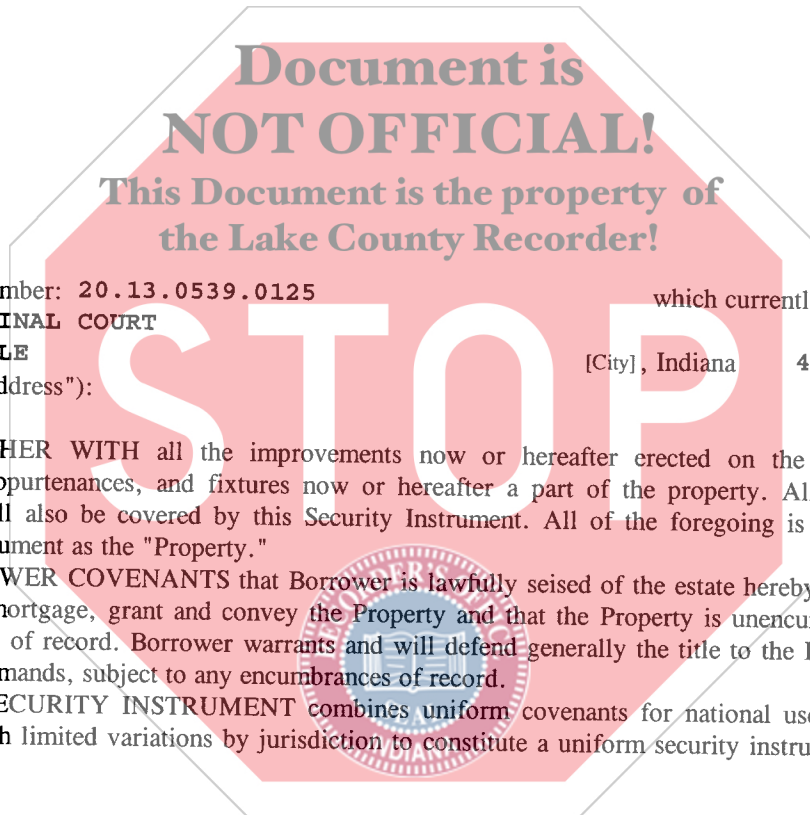 Document is
NOT OFFICIAL!
This Document is the property of
the Lake County Recorder!
mber: 20.13.0539.0125 which currentl
INAL COURT
LE [City], Indiana 4
ddress"):
STOP
HER WITH all the improvements now or hereafter erected on the
ppurtenances, and fixtures now or hereafter a part of the property. Al
ll also be covered by this Security Instrument. All of the foregoing is
ument as the "Property."
WER COVENANTS that Borrower is lawfully seised of the estate hereby
nortgage, grant and convey the Property and that the Property is unencu
of record. Borrower warrants and will defend generally the title to the
mands, subject to any encumbrances of record.
ECURITY INSTRUMENT combines uniform covenants for national use
h limited variations by jurisdiction to constitute a uniform security instru
SEAL
INDIANA